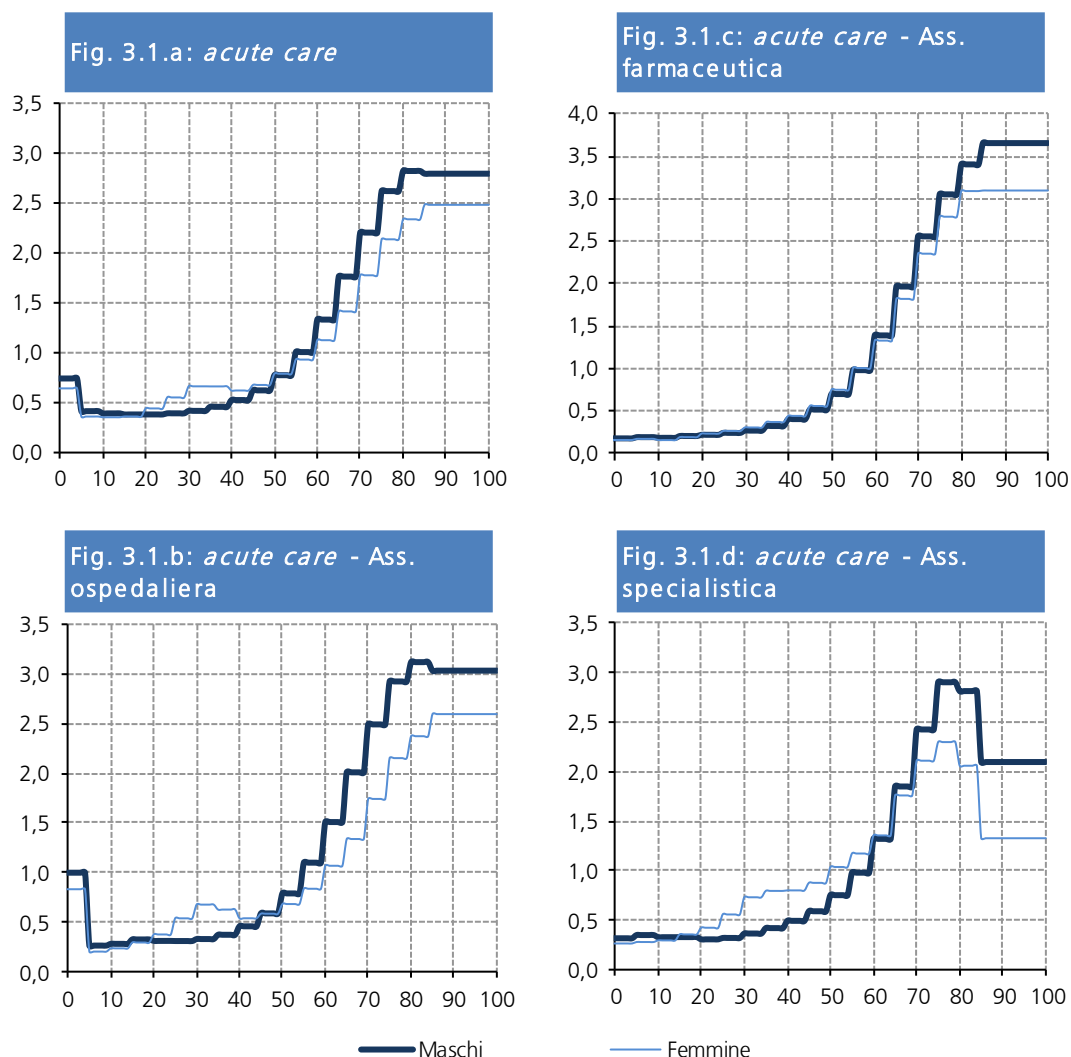 Fig. 3.1.a: acute care
3,5
3,0
2,5
2,0
1,5
1,0
0,5
0,0
0 10 20 30 40 50 60 70 80 90 100
Fig. 3.1.c: acute care - Ass.
farmaceutica
4,0
3,5
3,0
2,5
2,0
1,5
1,0
0,5
0,0
0 10 20 30 40 50 60 70 80 90 100
Fig. 3.1.b: acute care - Ass.
ospedaliera
3,5
3,0
2,5
2,0
1,5
1,0
0,5
0,0
0 10 20 30 40 50 60 70 80 90 100
Fig. 3.1.d: acute care - Ass.
specialistica
3,5
3,0
2,5
2,0
1,5
1,0
0,5
0,0
0 10 20 30 40 50 60 70 80 90 100
Maschi Femmine